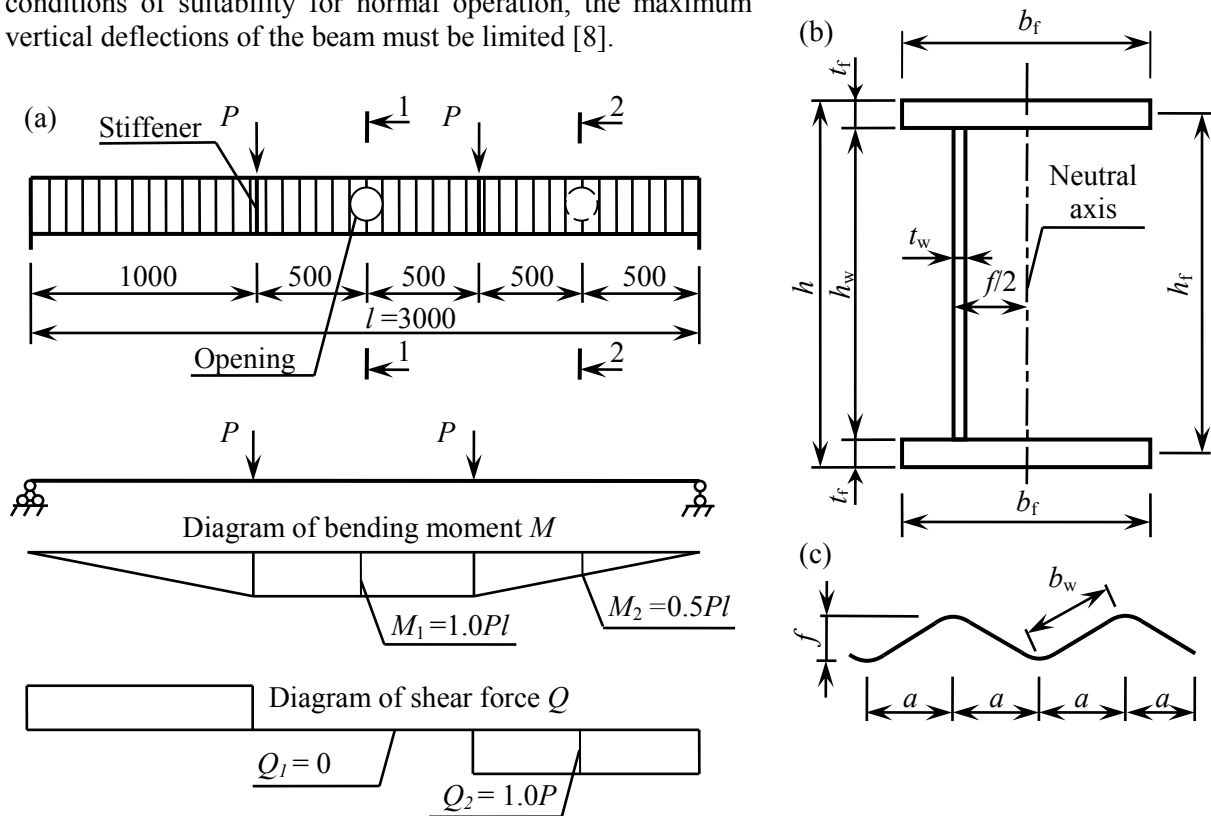 conditions of suitability for normal operation, the maximum
vertical deflections of the beam must be limited [8].
(a)
Stiffener
P
1
P
2
1000
500
500
500
500
l =3000
Opening
1
2
P
P
Diagram of bending moment M
M1=1.0Pl
M2=0.5Pl
Diagram of shear force Q
Q1= 0
Q2= 1.0P
(b)
bf
tf
Neutral
axis
tw
f/2
h
hw
hf
tf
bf
(c)
bw
f
a
a
a
a